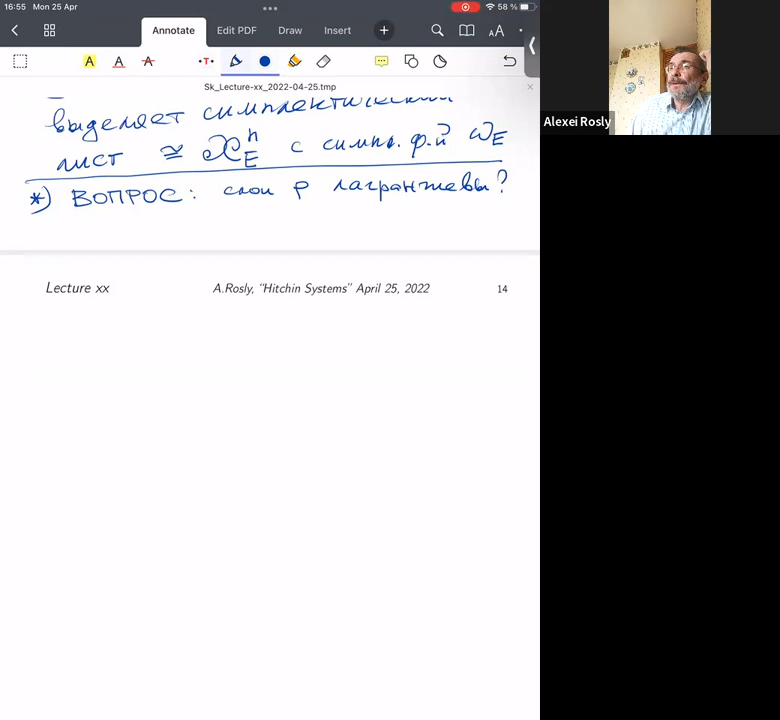 16:55 Mon 25 Apr
58 %
Annotate
Edit PDF
Draw
Insert
AA
A
A
A
T
Sk_Lecture-xx_2022-04-25.tmp
выделяет симплектический
лист ≅ 𝒳ⁿ_E с симпл. ф-й ω_E
*) ВОПРОС: слои p лагранжевы?
Lecture xx
A.Rosly, "Hitchin Systems" April 25, 2022
14
Alexei Rosly